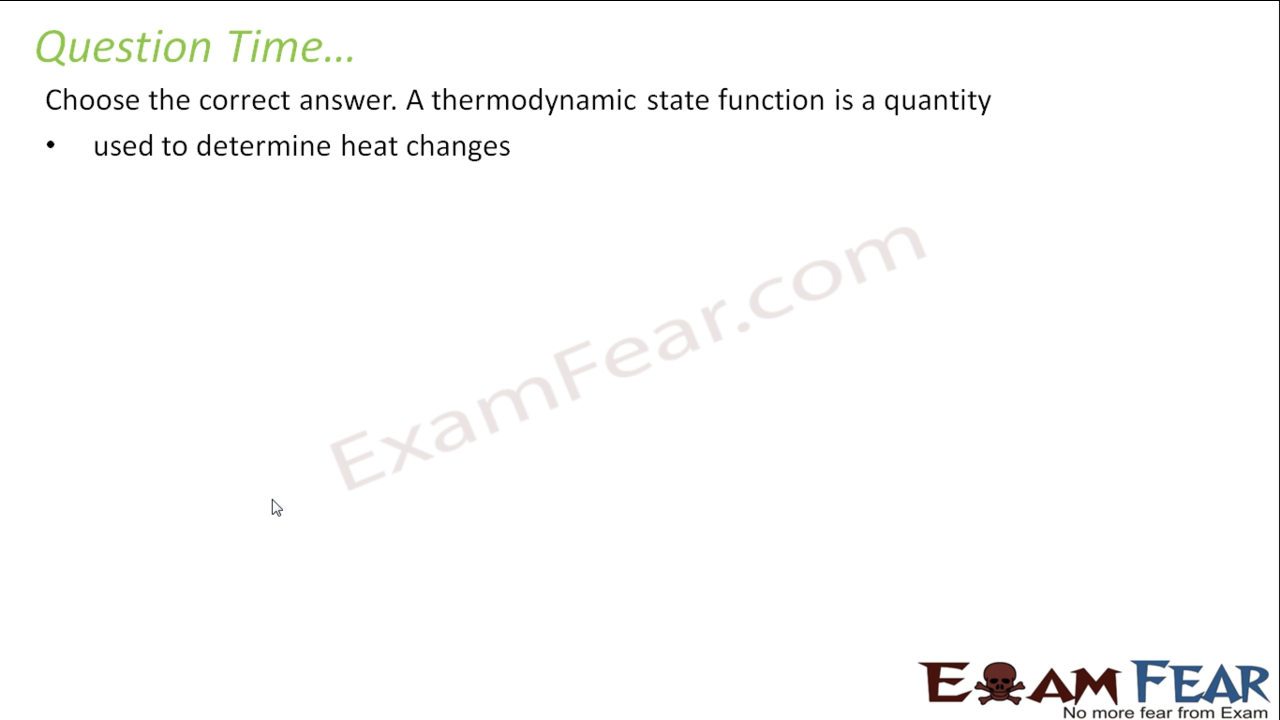 Question Time...
Choose the correct answer. A thermodynamic state function is a quantity
• used to determine heat changes
ExamFear.com
EXAM FEAR
No more fear from Exam